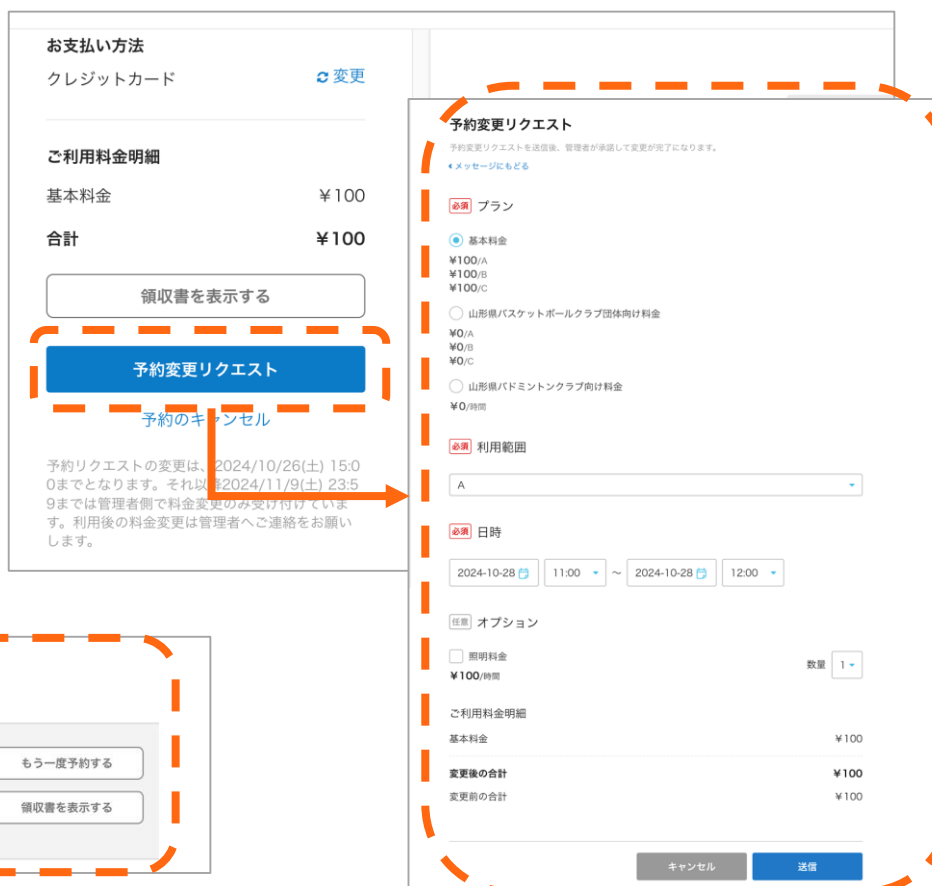 お支払い方法
クレジットカード
変更
ご利用料金明細
基本料金
¥100
合計
¥100
領収書を表示する
予約変更リクエスト
予約のキャンセル
予約リクエストの変更は、2024/10/26(土) 15:0
0までとなります。それ以降2024/11/9(土) 23:5
9までは管理者側で料金変更のみ受け付けていま
す。利用後の料金変更は管理者へご連絡をお願い
します。
もう一度予約する
領収書を表示する
予約変更リクエスト
予約変更リクエストを送信後、管理者が承諾して変更が完了になります。
メッセージにもどる
必須 プラン
基本料金
¥100/A
¥100/B
¥100/C
山形県バスケットボールクラブ団体向け料金
¥0/A
¥0/B
¥0/C
山形県バドミントンクラブ向け料金
¥0/時間
必須 利用範囲
A
必須 日時
2024-10-28 11:00 ～ 2024-10-28 12:00
任意 オプション
照明料金
¥100/時間
数量 1
ご利用料金明細
基本料金 ¥100
変更後の合計 ¥100
変更前の合計 ¥100
キャンセル 送信